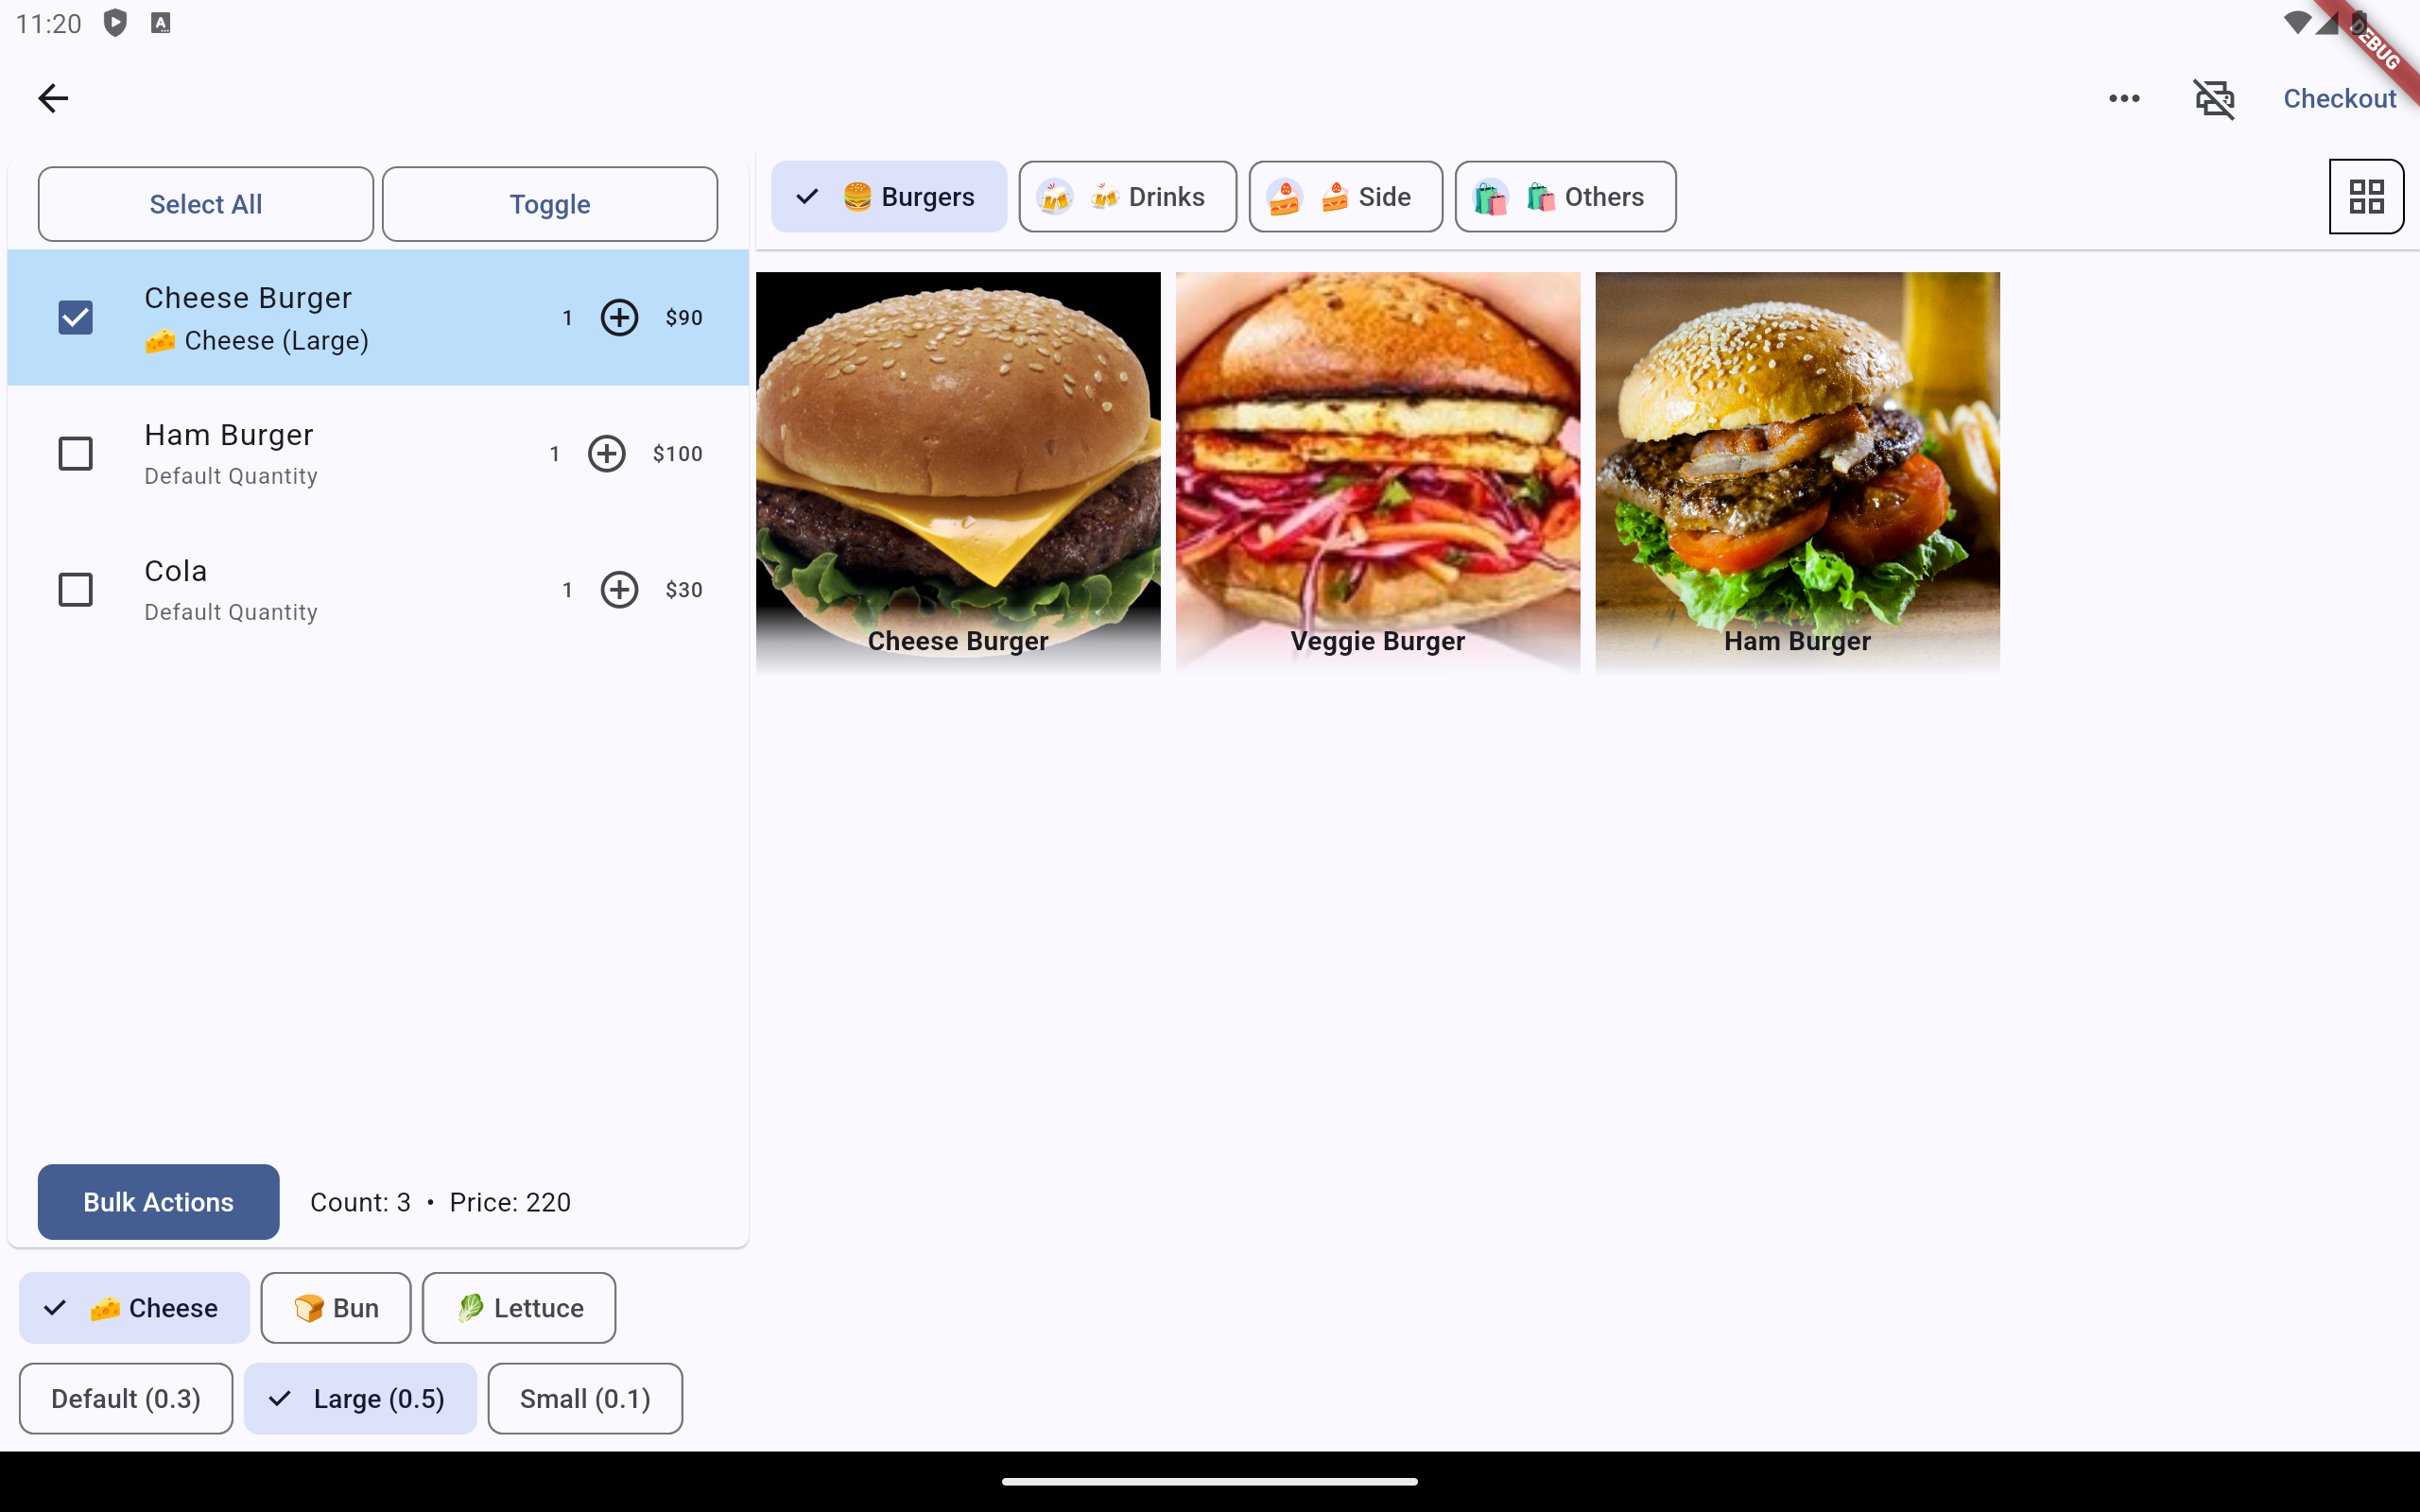 11:20
A
DEBUG
Checkout
Select All
Toggle
🍔 Burgers
🍻 Drinks
🍰 Side
🛍️ Others
Cheese Burger
🧀 Cheese (Large)
1
$90
Ham Burger
Default Quantity
1
$100
Cola
Default Quantity
1
$30
Cheese Burger
Veggie Burger
Ham Burger
Bulk Actions
Count: 3 • Price: 220
🧀 Cheese
🍞 Bun
🥬 Lettuce
Default (0.3)
Large (0.5)
Small (0.1)